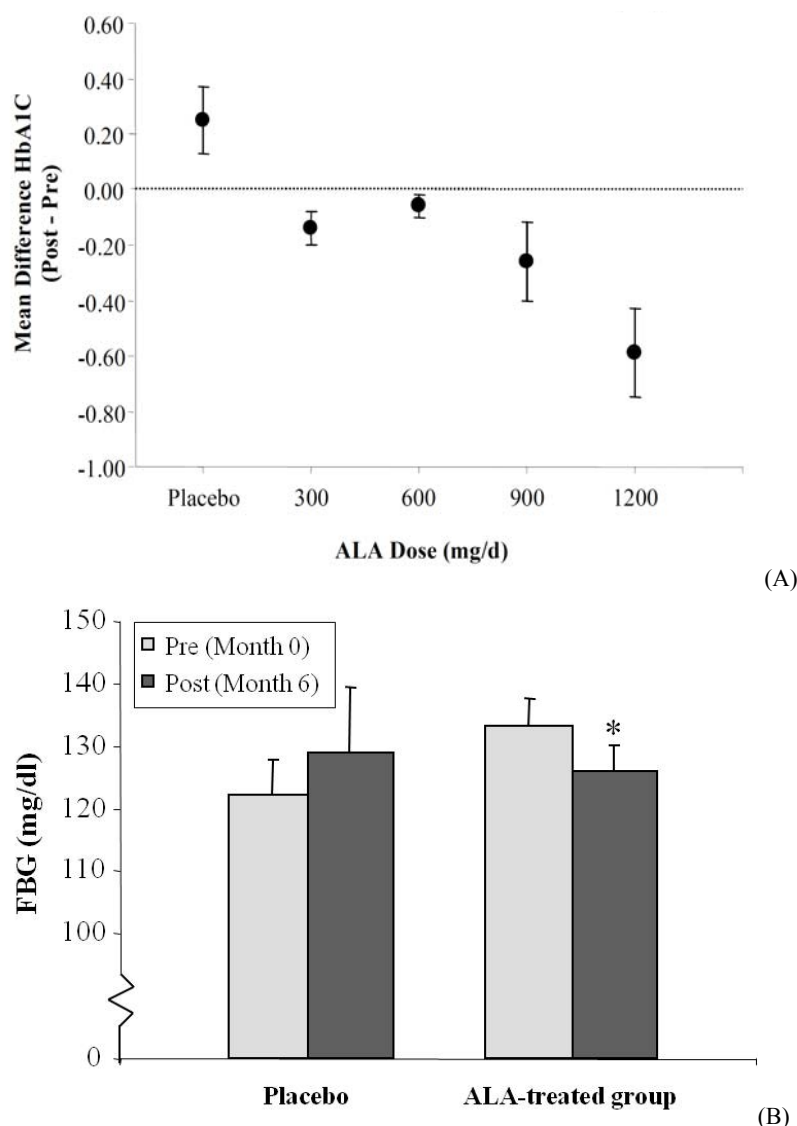 0.60
0.40
0.20
0.00
-0.20
-0.40
-0.60
-0.80
-1.00
Mean Difference HbA1C
(Post - Pre)
Placebo 300 600 900 1200
ALA Dose (mg/d)
(A)
150
140
130
120
110
100
0
FBG (mg/dl)
Pre (Month 0)
Post (Month 6)
*
Placebo ALA-treated group
(B)